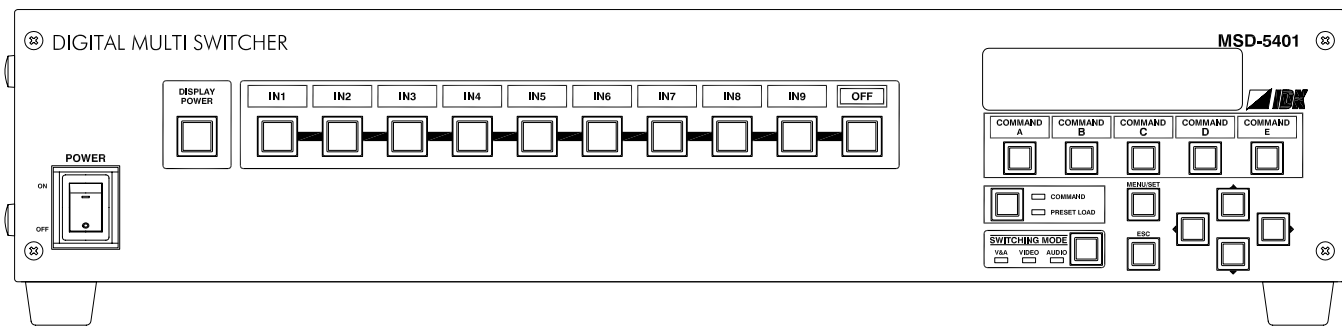 DIGITAL MULTI SWITCHER
MSD-5401
DISPLAY
POWER
IN1 IN2 IN3 IN4 IN5 IN6 IN7 IN8 IN9 OFF
IDK
COMMAND
A
COMMAND
B
COMMAND
C
COMMAND
D
COMMAND
E
POWER
ON
OFF
COMMAND
PRESET LOAD
MENU/SET
SWITCHING MODE
V&A VIDEO AUDIO
ESC